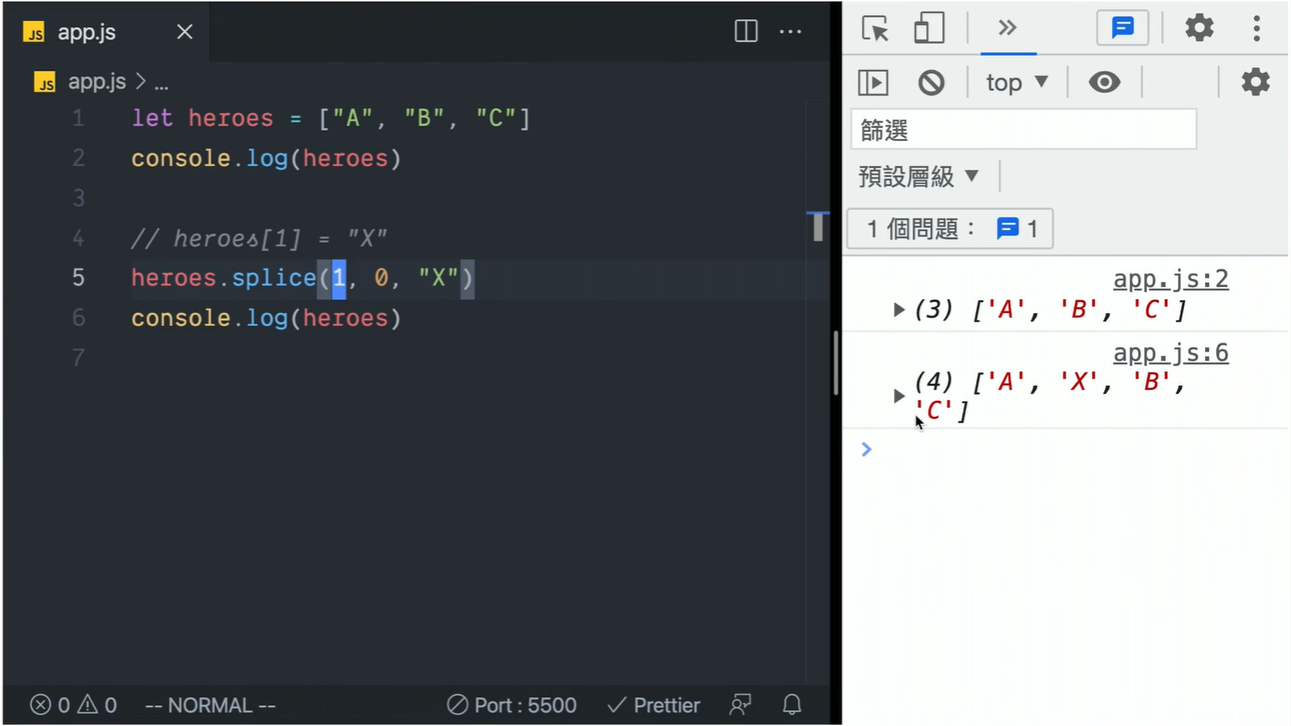 JS app.js
JS app.js > ...
1 let heroes = ["A", "B", "C"]
2 console.log(heroes)
3
4 // heroes[1] = "X"
5 heroes.splice(1, 0, "X")
6 console.log(heroes)
7
0 0 -- NORMAL -- Port : 5500 Prettier
top
篩選
預設層級
1 個問題： 1
app.js:2
(3) ['A', 'B', 'C']
app.js:6
(4) ['A', 'X', 'B',
'C']